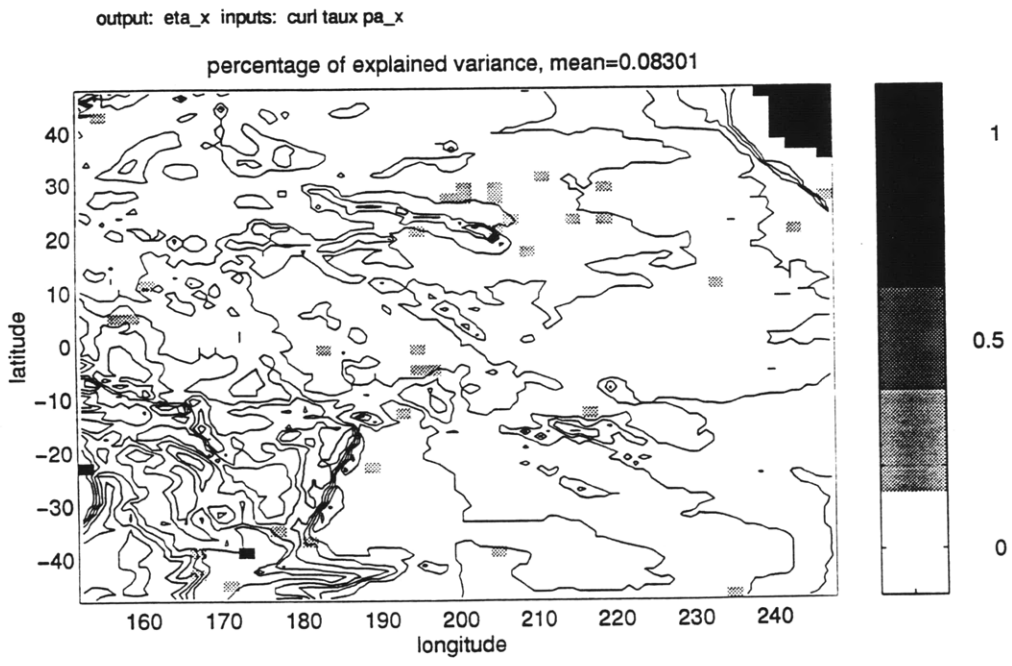 output: eta_x inputs: curl taux pa_x
percentage of explained variance, mean=0.08301
latitude
40
30
20
10
0
−10
−20
−30
−40
160 170 180 190 200 210 220 230 240
longitude
1
0.5
0